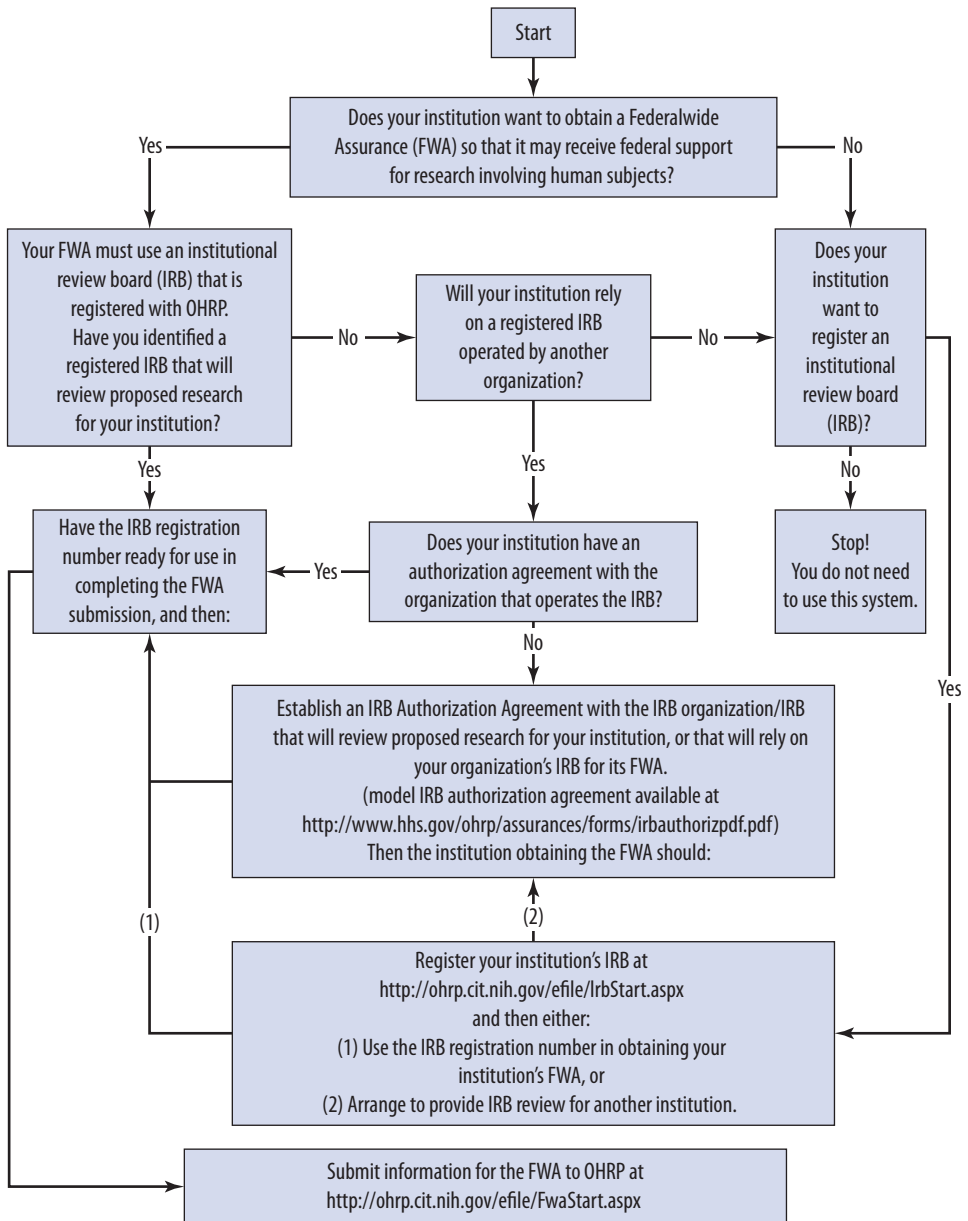 Start
Does your institution want to obtain a Federalwide
Assurance (FWA) so that it may receive federal support
for research involving human subjects?
Yes
No
Your FWA must use an institutional
review board (IRB) that is
registered with OHRP.
Have you identified a
registered IRB that will
review proposed research
for your institution?
No
Will your institution rely
on a registered IRB
operated by another
organization?
No
Does your
institution
want to
register an
institutional
review board
(IRB)?
Yes
Yes
No
Have the IRB registration
number ready for use in
completing the FWA
submission, and then:
Yes
Does your institution have an
authorization agreement with the
organization that operates the IRB?
Stop!
You do not need
to use this system.
No
Yes
Establish an IRB Authorization Agreement with the IRB organization/IRB
that will review proposed research for your institution, or that will rely on
your organization's IRB for its FWA.
(model IRB authorization agreement available at
http://www.hhs.gov/ohrp/assurances/forms/irbauthorizpdf.pdf)
Then the institution obtaining the FWA should:
(1)
(2)
Register your institution's IRB at
http://ohrp.cit.nih.gov/efile/IrbStart.aspx
and then either:
(1) Use the IRB registration number in obtaining your
institution's FWA, or
(2) Arrange to provide IRB review for another institution.
Submit information for the FWA to OHRP at
http://ohrp.cit.nih.gov/efile/FwaStart.aspx